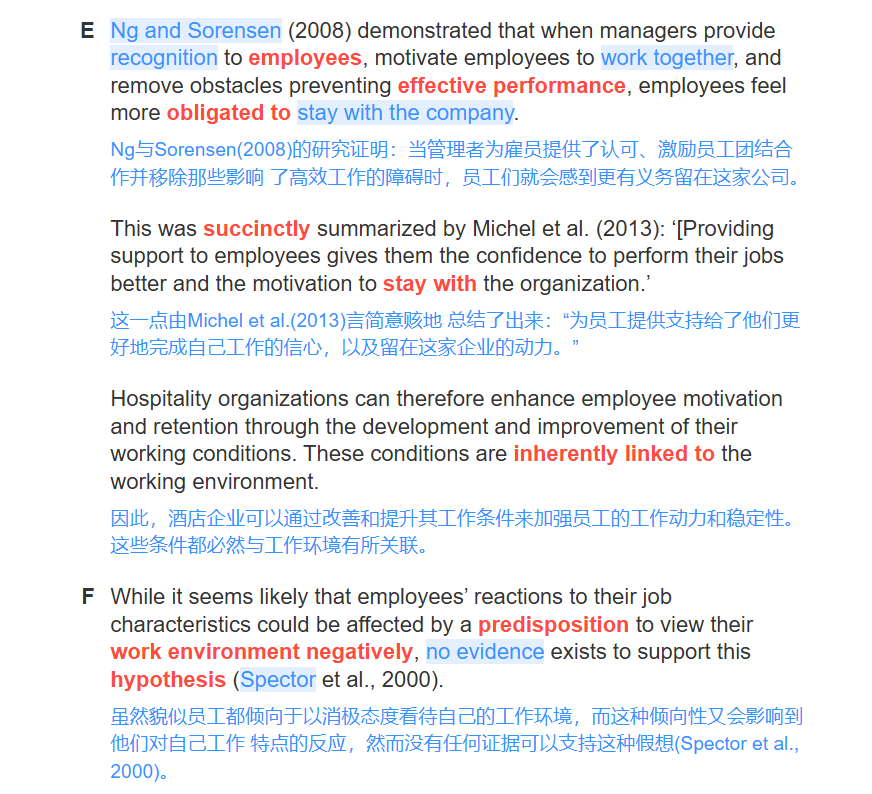 E Ng and Sorensen (2008) demonstrated that when managers provide
recognition to employees, motivate employees to work together, and
remove obstacles preventing effective performance, employees feel
more obligated to stay with the company.
Ng与Sorensen(2008)的研究证明：当管理者为雇员提供了认可、激励员工团结合
作并移除那些影响 了高效工作的障碍时，员工们就会感到更有义务留在这家公司。
This was succinctly summarized by Michel et al. (2013): ‘[Providing
support to employees gives them the confidence to perform their jobs
better and the motivation to stay with the organization.’
这一点由Michel et al.(2013)言简意赅地 总结了出来：“为员工提供支持给了他们更
好地完成自己工作的信心，以及留在这家企业的动力。”
Hospitality organizations can therefore enhance employee motivation
and retention through the development and improvement of their
working conditions. These conditions are inherently linked to the
working environment.
因此，酒店企业可以通过改善和提升其工作条件来加强员工的工作动力和稳定性。
这些条件都必然与工作环境有所关联。
F While it seems likely that employees’ reactions to their job
characteristics could be affected by a predisposition to view their
work environment negatively, no evidence exists to support this
hypothesis (Spector et al., 2000).
虽然貌似员工都倾向于以消极态度看待自己的工作环境，而这种倾向性又会影响到
他们对自己工作 特点的反应，然而没有任何证据可以支持这种假想(Spector et al.,
2000)。